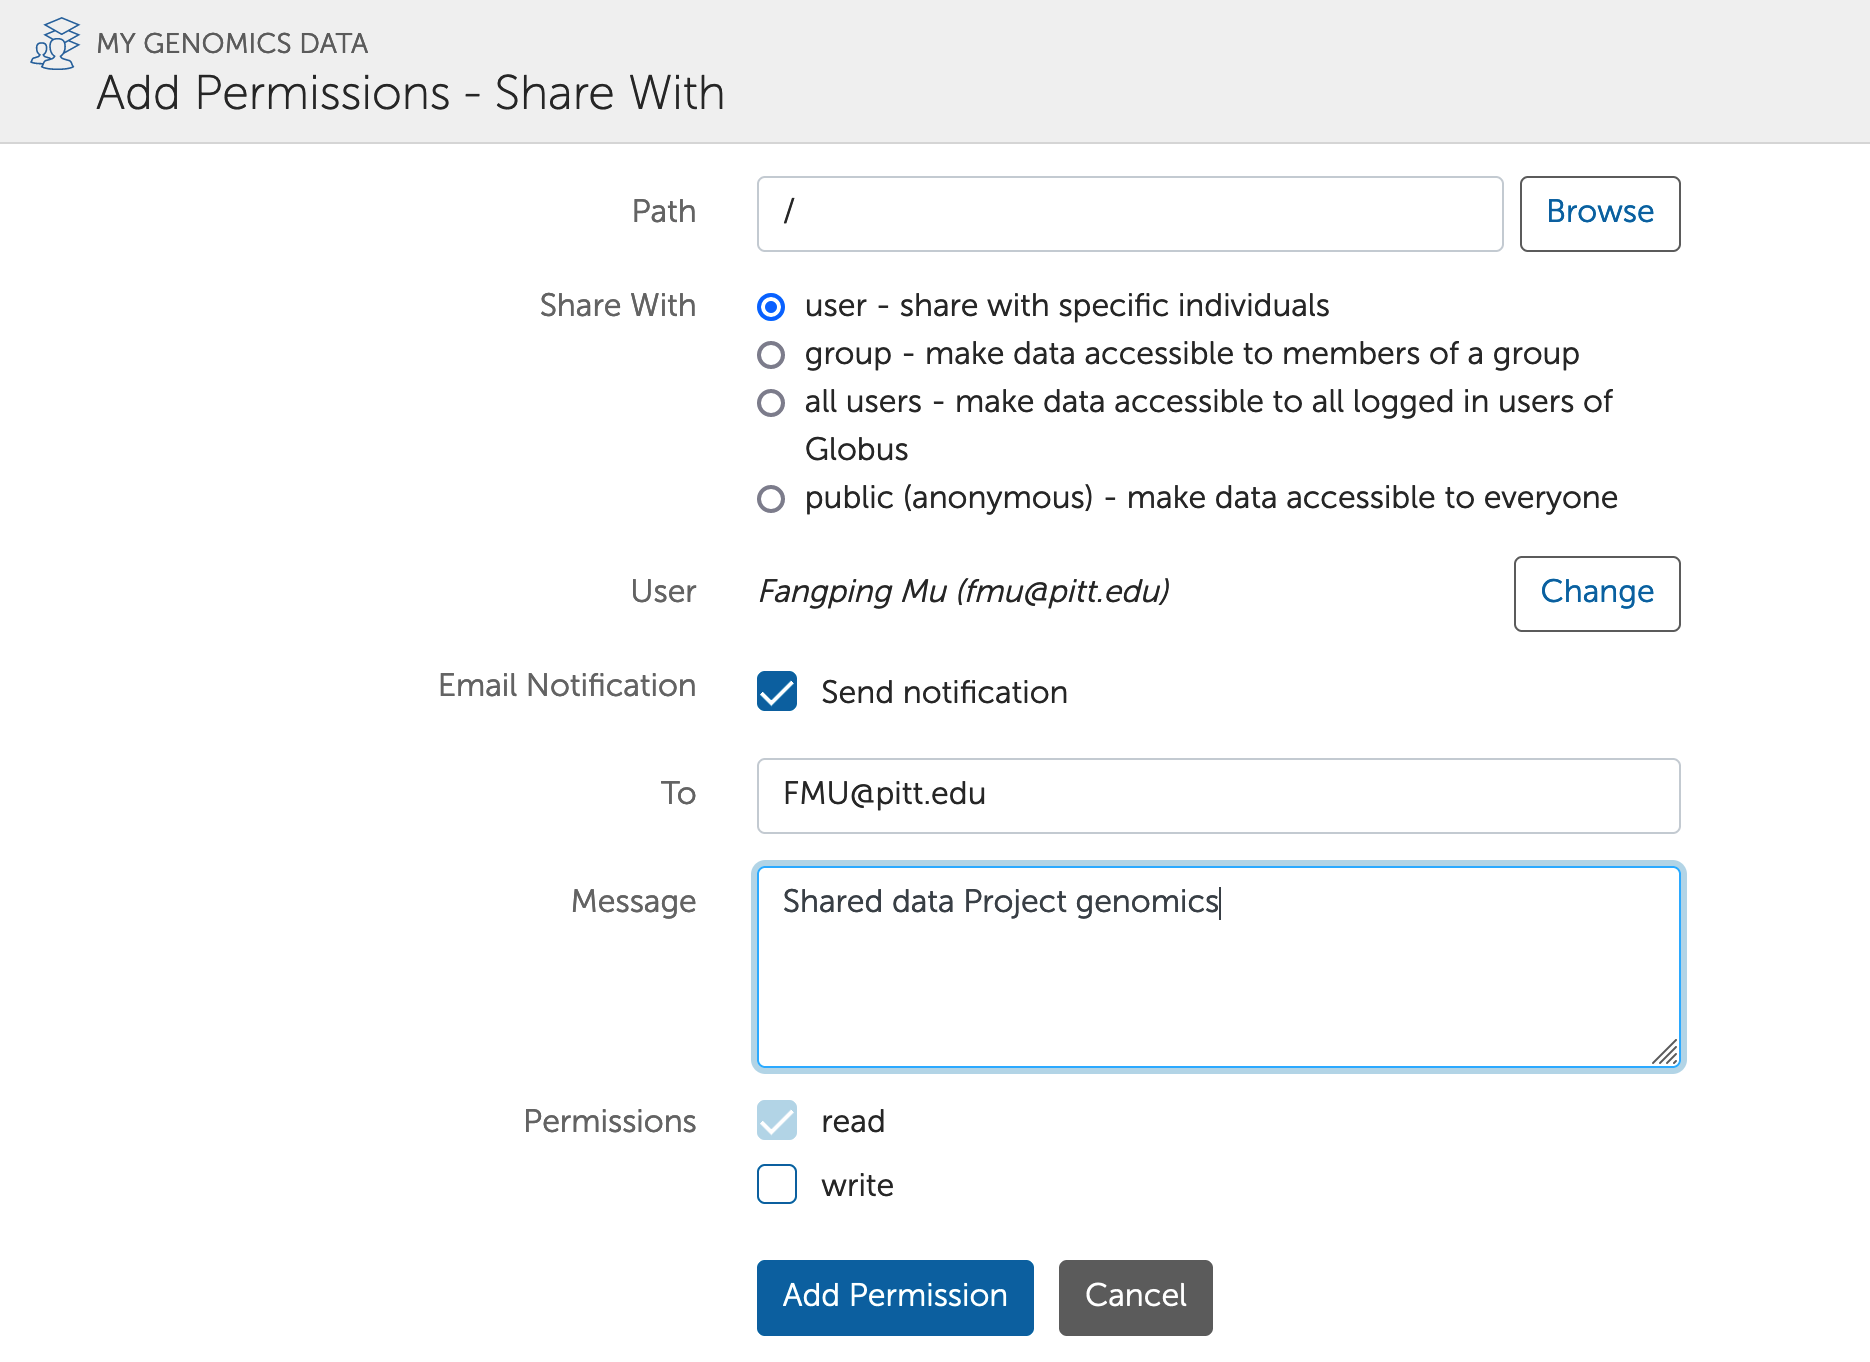 MY GENOMICS DATA
Add Permissions - Share With
Path
/
Browse
Share With
user - share with specific individuals
group - make data accessible to members of a group
all users - make data accessible to all logged in users of
Globus
public (anonymous) - make data accessible to everyone
User
Fangping Mu (fmu@pitt.edu)
Change
Email Notification
Send notification
To
FMU@pitt.edu
Message
Shared data Project genomics
Permissions
read
write
Add Permission
Cancel